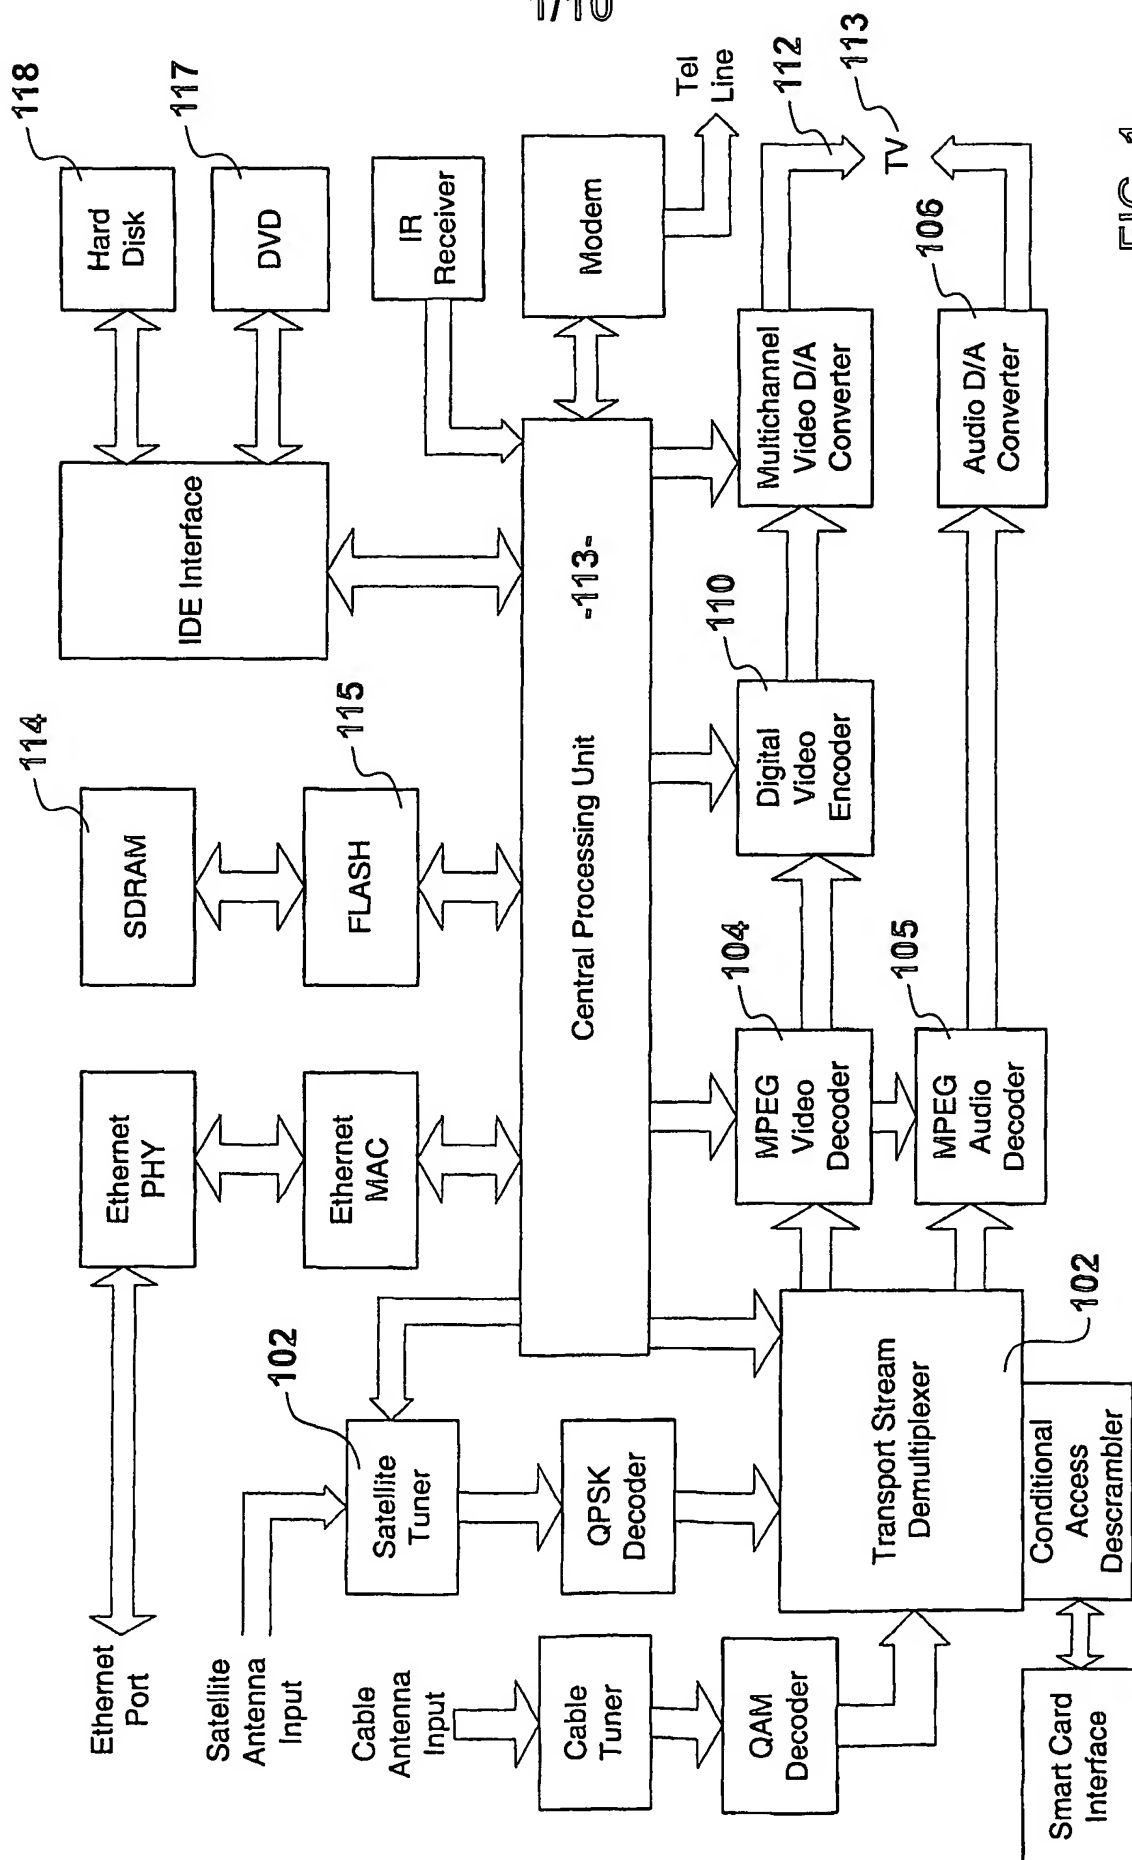 1/10
118
Hard
Disk
117
DVD
IDE Interface
IR
Receiver
Modem
Tel
Line
114
SDRAM
115
FLASH
Ethernet
PHY
Ethernet
MAC
Ethernet
Port
Central Processing Unit
-113-
Satellite
Antenna
Input
102
Satellite
Tuner
QPSK
Decoder
Cable
Antenna
Input
Cable
Tuner
QAM
Decoder
Transport Stream
Demultiplexer
102
Conditional
Access
Descrambler
Smart Card
Interface
104
MPEG
Video
Decoder
105
MPEG
Audio
Decoder
110
Digital
Video
Encoder
Multichannel
Video D/A
Converter
112
106
Audio D/A
Converter
TV
113
FIG. 1